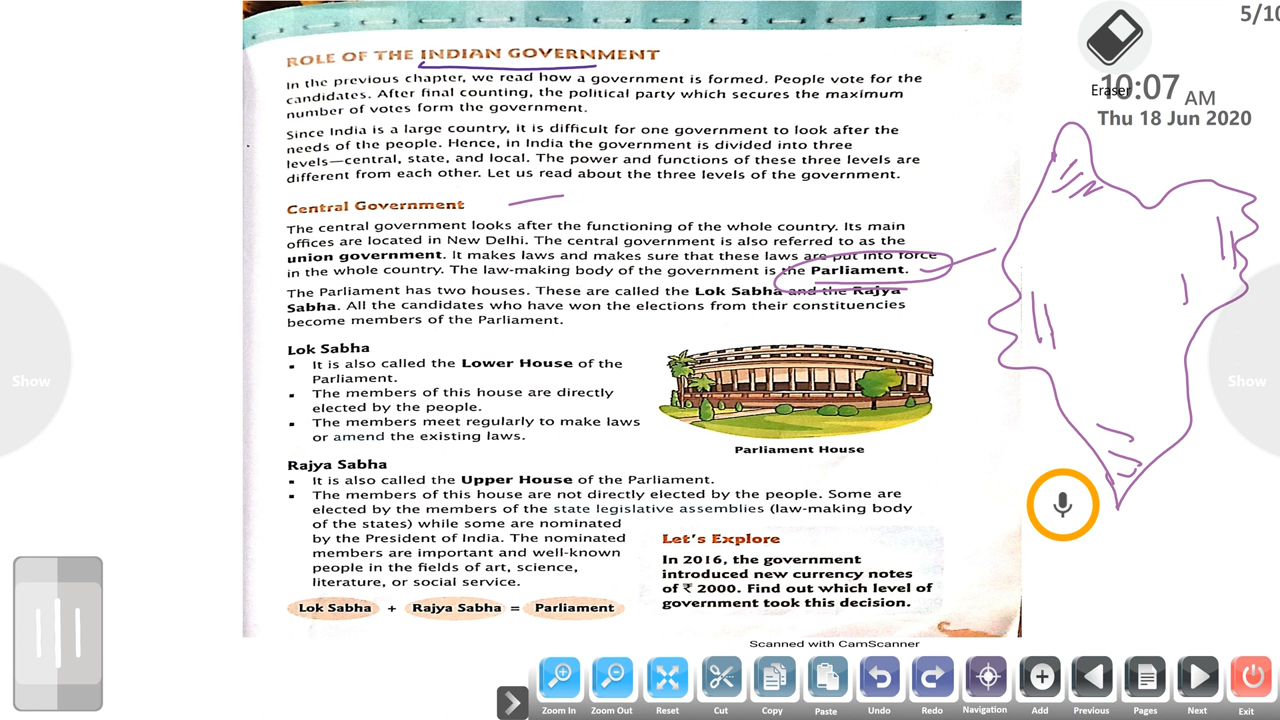 5/10
Eraser
10:07 AM
Thu 18 Jun 2020
ROLE OF THE INDIAN GOVERNMENT
In the previous chapter, we read how a government is formed. People vote for the
candidates. After final counting, the political party which secures the maximum
number of votes form the government.
Since India is a large country, it is difficult for one government to look after the
needs of the people. Hence, in India the government is divided into three
levels—central, state, and local. The power and functions of these three levels are
different from each other. Let us read about the three levels of the government.
Central Government
The central government looks after the functioning of the whole country. Its main
offices are located in New Delhi. The central government is also referred to as the
union government. It makes laws and makes sure that these laws are put into force
in the whole country. The law-making body of the government is the Parliament.
The Parliament has two houses. These are called the Lok Sabha and the Rajya
Sabha. All the candidates who have won the elections from their constituencies
become members of the Parliament.
Lok Sabha
▪ It is also called the Lower House of the
Parliament.
▪ The members of this house are directly
elected by the people.
▪ The members meet regularly to make laws
or amend the existing laws.
Parliament House
Rajya Sabha
▪ It is also called the Upper House of the Parliament.
▪ The members of this house are not directly elected by the people. Some are
elected by the members of the state legislative assemblies (law-making body
of the states) while some are nominated
by the President of India. The nominated
members are important and well-known
people in the fields of art, science,
literature, or social service.
Let's Explore
In 2016, the government
introduced new currency notes
of ₹ 2000. Find out which level of
government took this decision.
Lok Sabha + Rajya Sabha = Parliament
Scanned with CamScanner
Show
Show
Zoom In
Zoom Out
Reset
Cut
Copy
Paste
Undo
Redo
Navigation
Add
Previous
Pages
Next
Exit